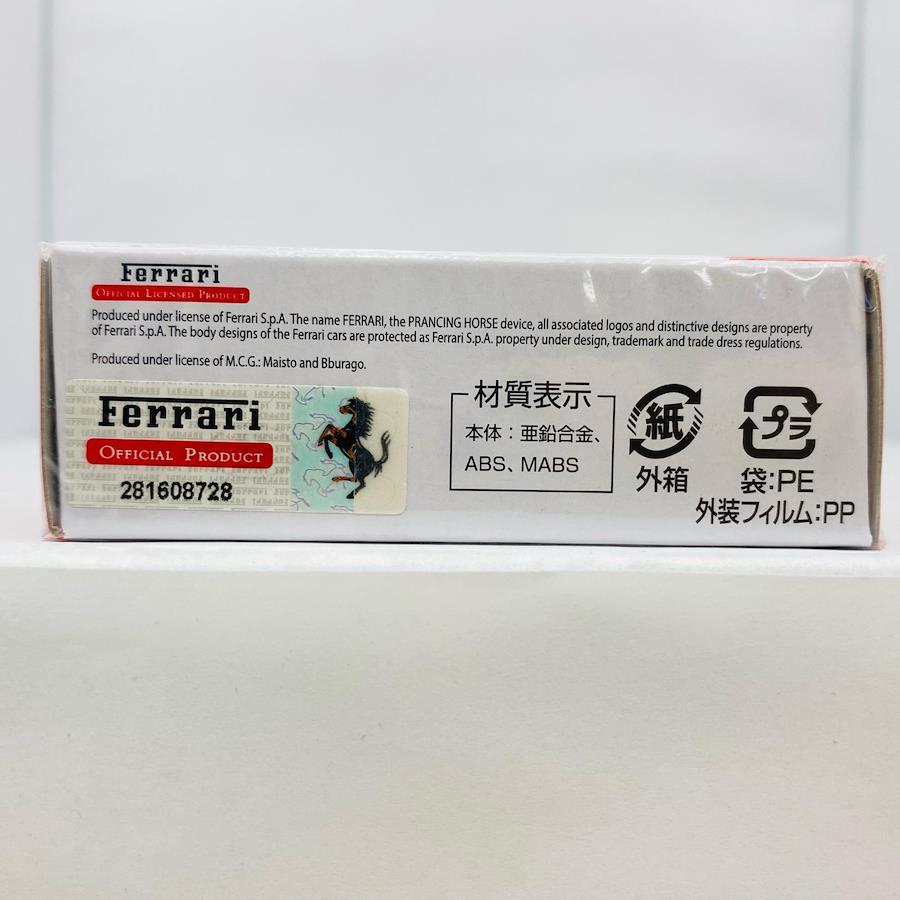 Ferrari
OFFICIAL LICENSED PRODUCT
Produced under license of Ferrari S.p.A. The name FERRARI, the PRANCING HORSE device, all associated logos and distinctive designs are property
of Ferrari S.p.A. The body designs of the Ferrari cars are protected as Ferrari S.p.A. property under design, trademark and trade dress regulations.
Produced under license of M.C.G.: Maisto and Bburago.
Ferrari
OFFICIAL PRODUCT
281608728
材質表示
本体：亜鉛合金、
ABS、MABS
紙
外箱
プラ
袋:PE
外装フィルム:PP